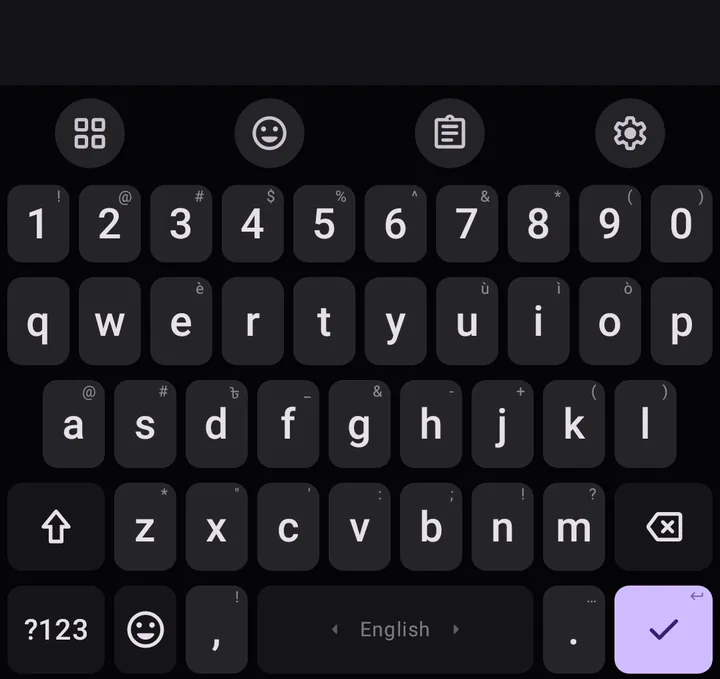 ! @ # $ % ^ & * ( )
1 2 3 4 5 6 7 8 9 0
è ù ì ò
q w e r t y u i o p
@ # _ & - + ( )
a s d f g h j k l
* " ' : ; ! ?
z x c v b n m
! …
?123 , English .